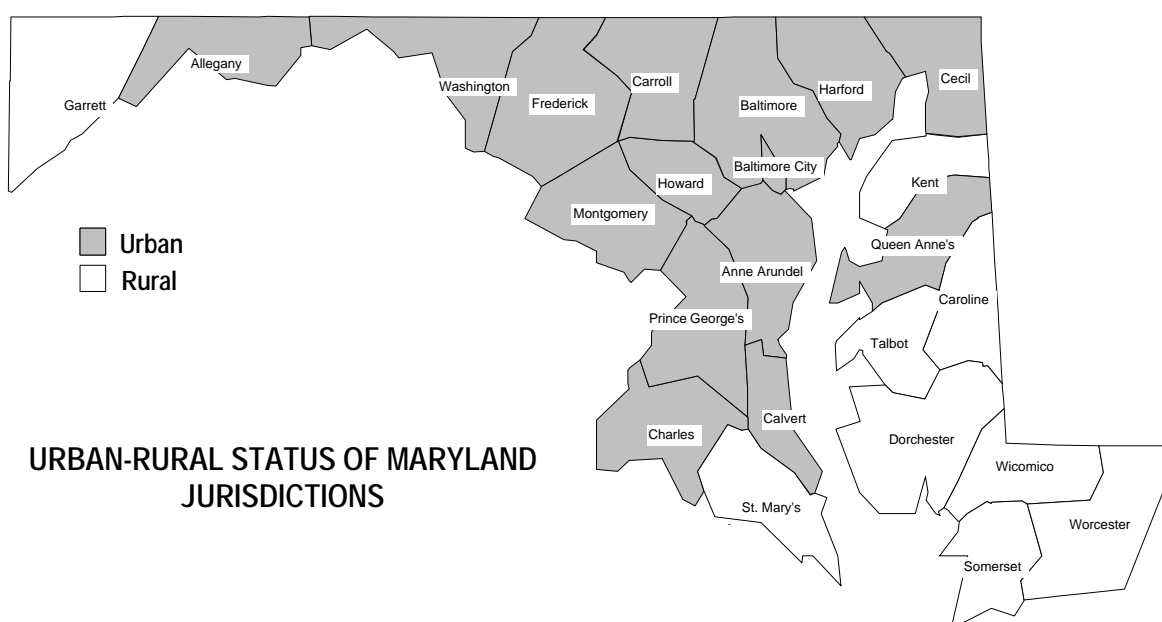 Allegany
Garrett
Washington
Frederick
Carroll
Baltimore
Harford
Cecil
Baltimore City
Howard
Kent
Montgomery
Queen Anne's
Anne Arundel
Caroline
Prince George's
Talbot
Calvert
Charles
Dorchester
Wicomico
St. Mary's
Worcester
Somerset
Urban
Rural
URBAN-RURAL STATUS OF MARYLAND
JURISDICTIONS